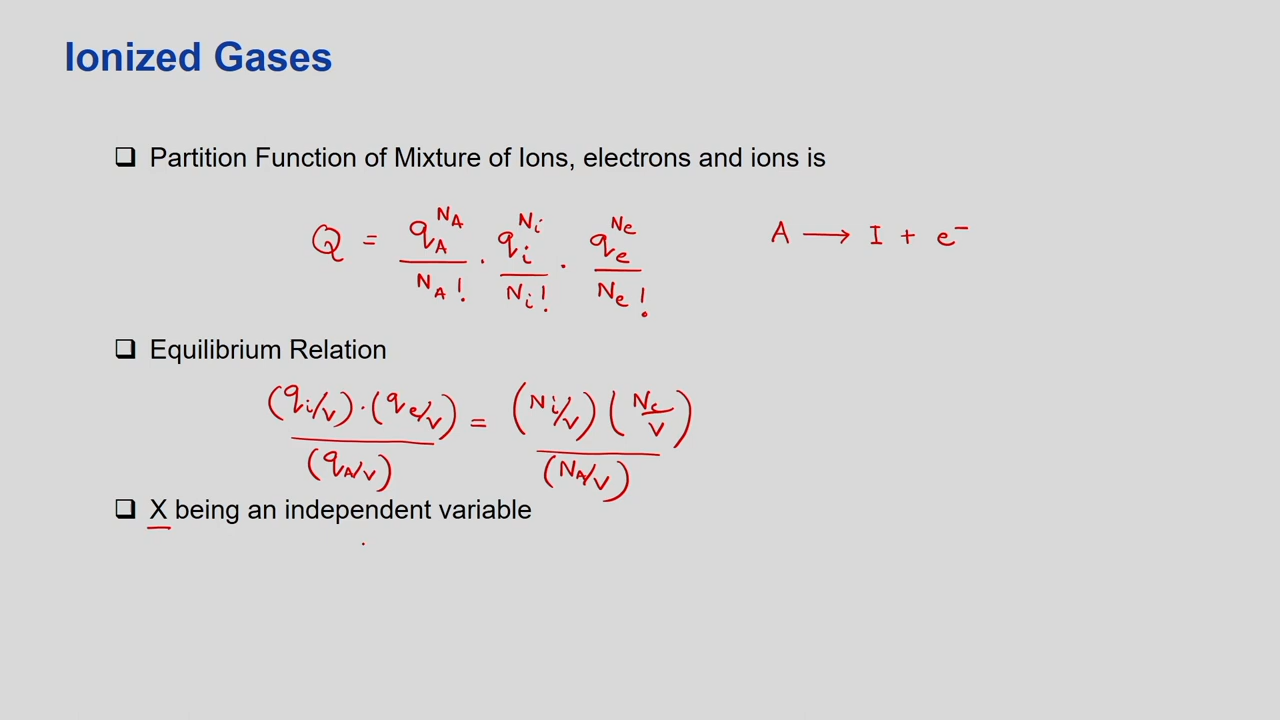 Ionized Gases
❑ Partition Function of Mixture of Ions, electrons and ions is
Q = q_A^{N_A} / N_A! · q_i^{N_i} / N_i! · q_e^{N_e} / N_e!    A ⟶ I + e⁻
❑ Equilibrium Relation
(q_i/V) · (q_e/V) / (q_A/V) = (N_i/V) (N_e/V) / (N_A/V)
❑ X being an independent variable